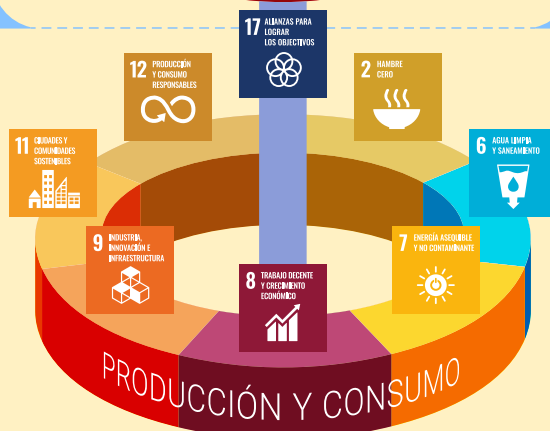 17 ALIANZAS PARA
LOGRAR
LOS OBJETIVOS
12 PRODUCCIÓN
Y CONSUMO
RESPONSABLES
2 HAMBRE
CERO
11 CIUDADES Y
COMUNIDADES
SOSTENIBLES
6 AGUA LIMPIA
Y SANEAMIENTO
9 INDUSTRIA,
INNOVACIÓN E
INFRAESTRUCTURA
7 ENERGÍA ASEQUIBLE
Y NO CONTAMINANTE
8 TRABAJO DECENTE
Y CRECIMIENTO
ECONÓMICO
PRODUCCIÓN Y CONSUMO